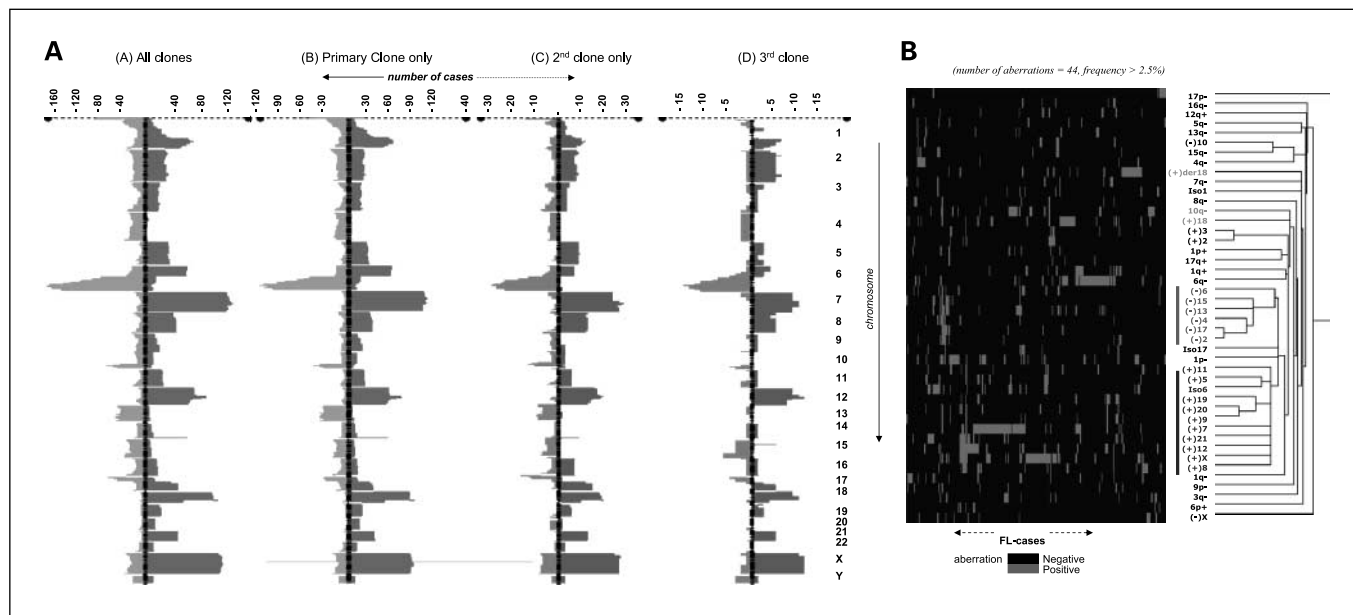 A
(A) All clones
(B) Primary Clone only
(C) 2nd clone only
(D) 3rd clone
number of cases
-160 -120 -80 -40 -40 -80 -120
-120 -90 -60 -30 -30 -60 -90 -120
-30 -20 -10 -10 -20 -30
-15 -10 -5 -5 -10 -15
1
2
3
4
5
6
7
8
9
10
11
12
13
14
15
16
17
18
19
20
21
22
X
Y
chromosome
B
(number of aberrations = 44, frequency > 2.5%)
17p-
16q-
12q+
5q-
13q-
(-)10
15q-
4q-
(+)der18
7q-
Iso1
8q-
10q-
(+)18
(+)3
(+)2
1p+
17q+
1q+
6q-
(-)6
(-)15
(-)13
(-)4
(-)17
(-)2
Iso17
1p-
(+)11
(+)5
Iso6
(+)19
(+)20
(+)9
(+)7
(+)21
(+)12
(+)X
(+)8
1q-
9p-
3q-
6p+
(-)X
FL-cases
aberration
Negative
Positive